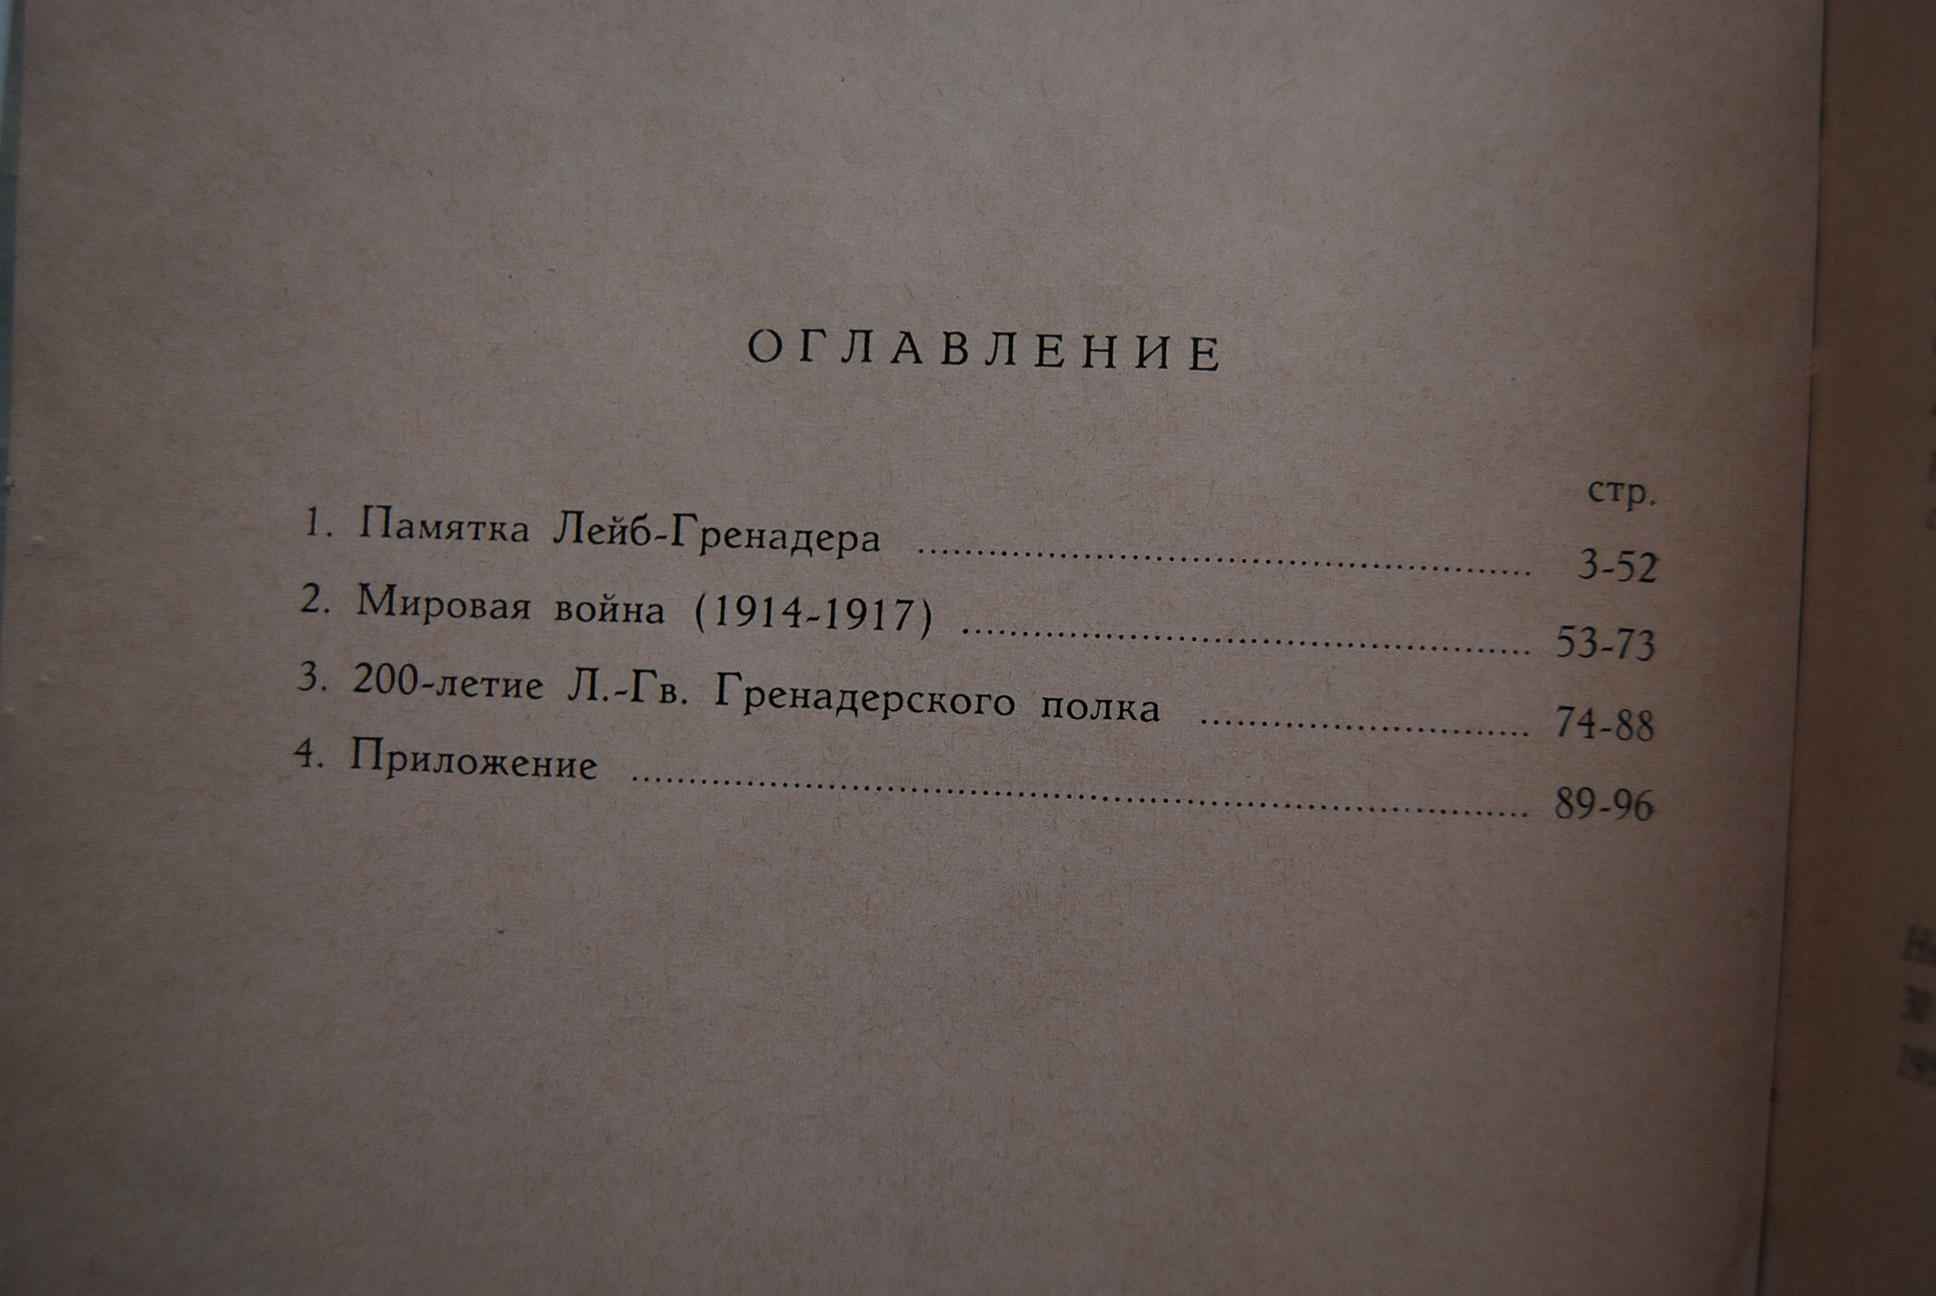 ОГЛАВЛЕНИЕ
стр.
1. Памятка Лейб-Гренадера .......... 3-52
2. Мировая война (1914-1917) .......... 53-73
3. 200-летие Л.-Гв. Гренадерского полка .......... 74-88
4. Приложение .......... 89-96